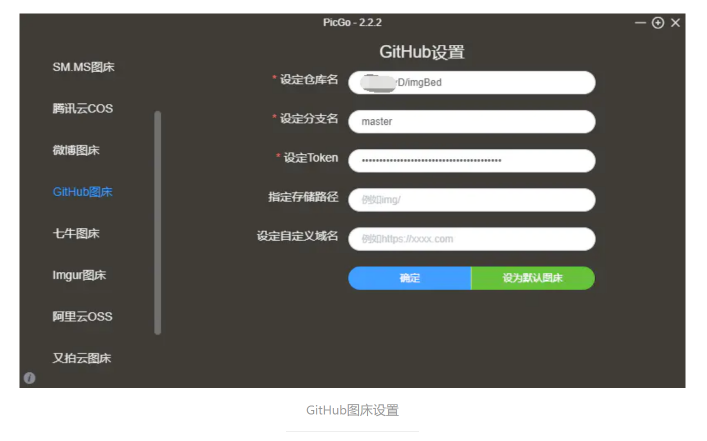 PicGo - 2.2.2
GitHub设置
SM.MS图床
* 设定仓库名 D/imgBed
腾讯云COS
* 设定分支名 master
微博图床
* 设定Token ••••••••••••••••••••••••••••••••••••••••
GitHub图床
指定存储路径 例如img/
七牛图床
设定自定义域名 例如https://xxxx.com
Imgur图床
确定 设为默认图床
阿里云OSS
又拍云图床
GitHub图床设置